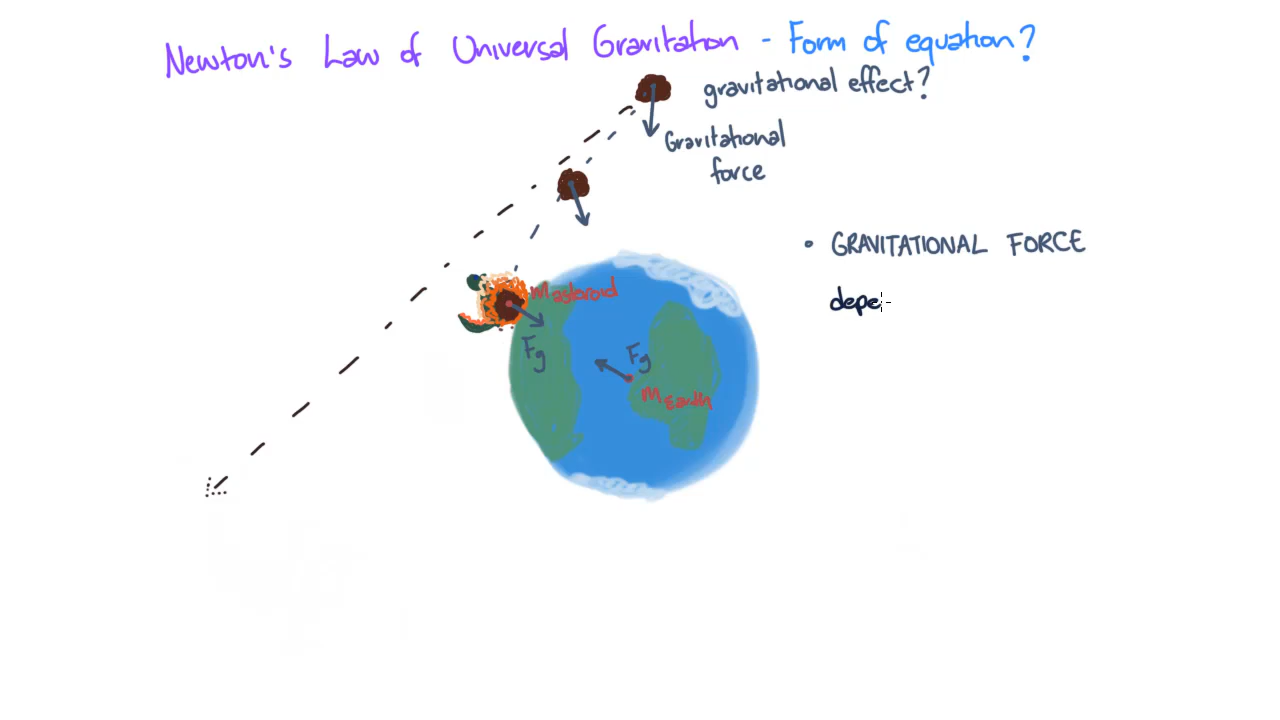 Newton's Law of Universal Gravitation - Form of equation?
gravitational effect?
Gravitational
force
• GRAVITATIONAL FORCE
depe
masteroid
Fg
Fg
mEarth